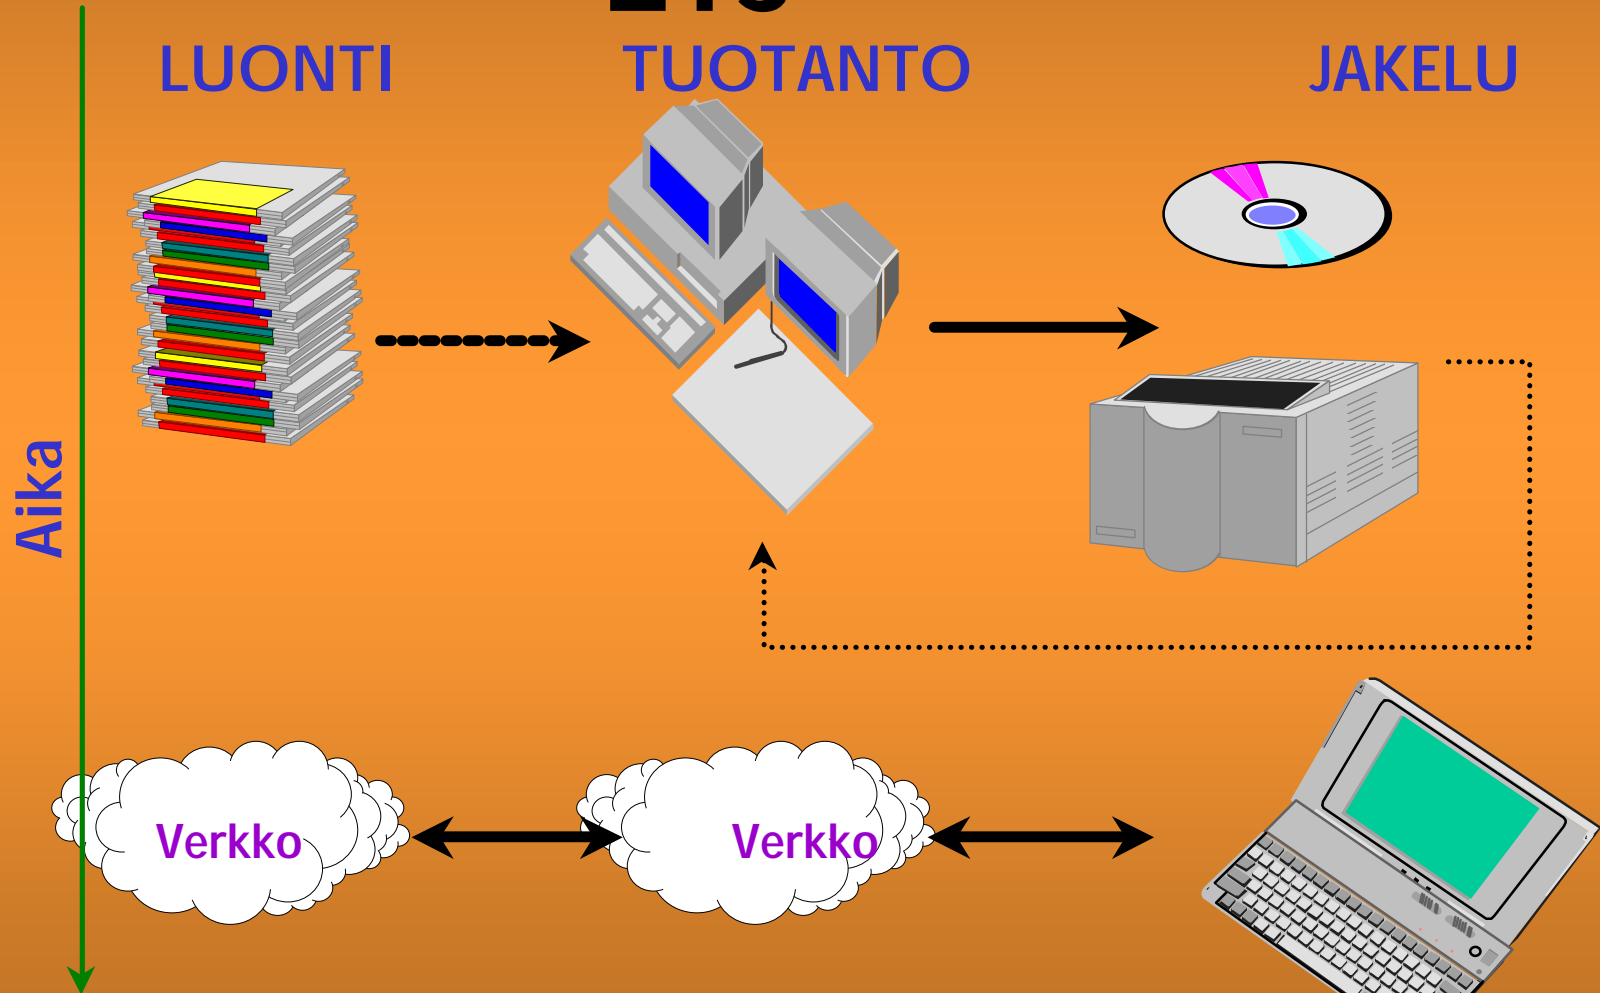 LUONTI
TUOTANTO
JAKELU
Aika
Verkko
Verkko